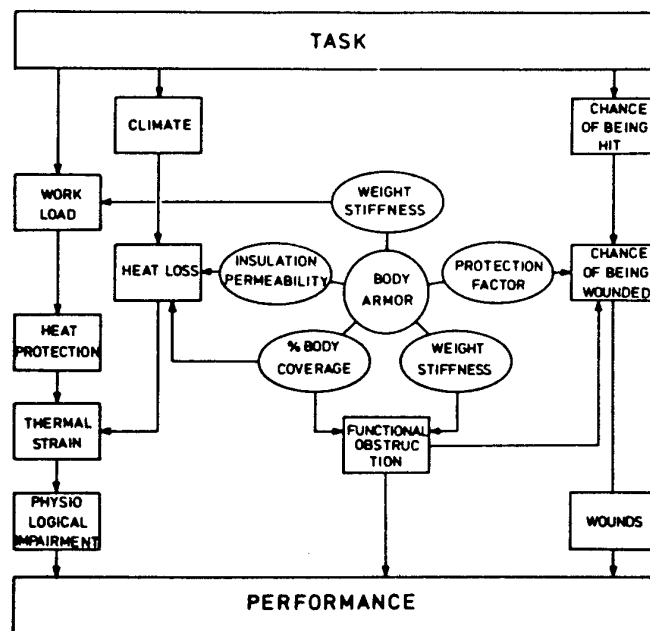 TASK
CLIMATE
CHANCE
OF BEING
HIT
WORK
LOAD
WEIGHT
STIFFNESS
HEAT LOSS
INSULATION
PERMEABILITY
BODY
ARMOR
PROTECTION
FACTOR
CHANCE
OF BEING
WOUNDED
HEAT
PROTECTION
% BODY
COVERAGE
WEIGHT
STIFFNESS
THERMAL
STRAIN
FUNCTIONAL
OBSTRUC
TION
PHYSIO
LOGICAL
IMPAIRMENT
WOUNDS
PERFORMANCE